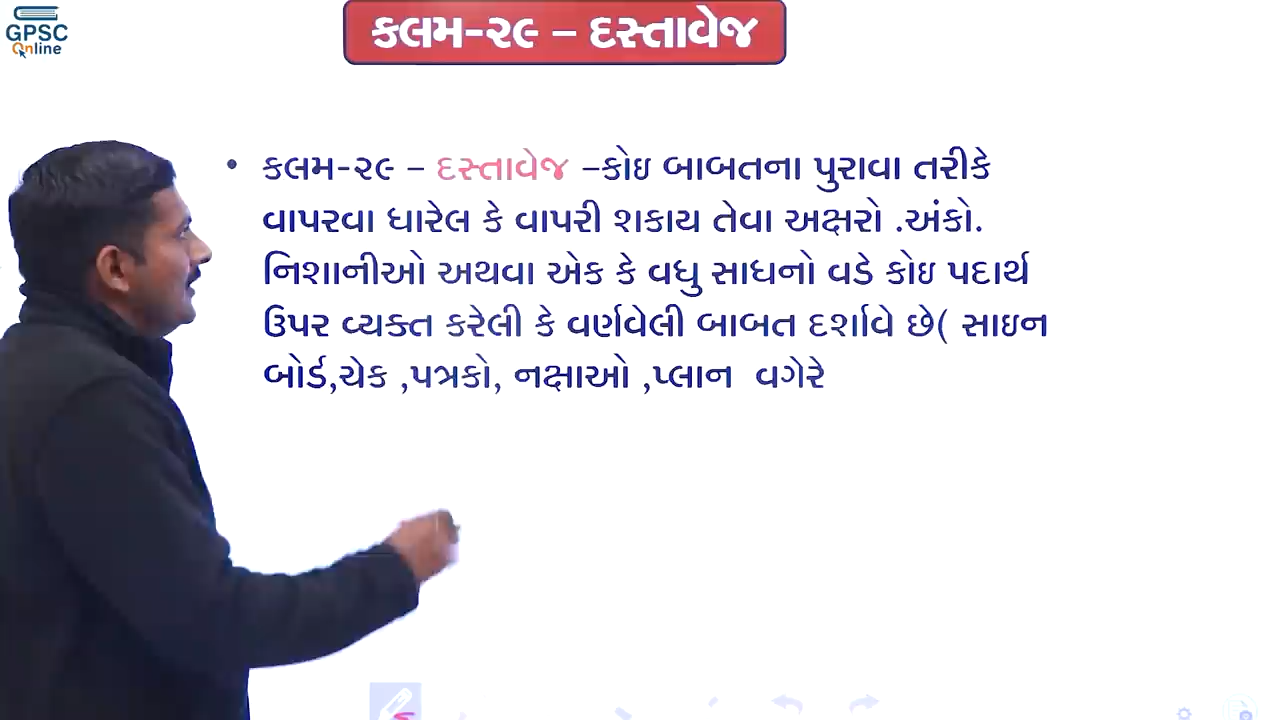 GPSC
Online
કલમ-૨૯ – દસ્તાવેજ
• કલમ-૨૯ – દસ્તાવેજ –કોઇ બાબતના પુરાવા તરીકે
વાપરવા ધારેલ કે વાપરી શકાય તેવા અક્ષરો .અંકો.
નિશાનીઓ અથવા એક કે વધુ સાધનો વડે કોઇ પદાર્થ
ઉપર વ્યક્ત કરેલી કે વર્ણવેલી બાબત દર્શાવે છે( સાઇન
બોર્ડ,ચેક ,પત્રકો, નક્ષાઓ ,પ્લાન વગેરે